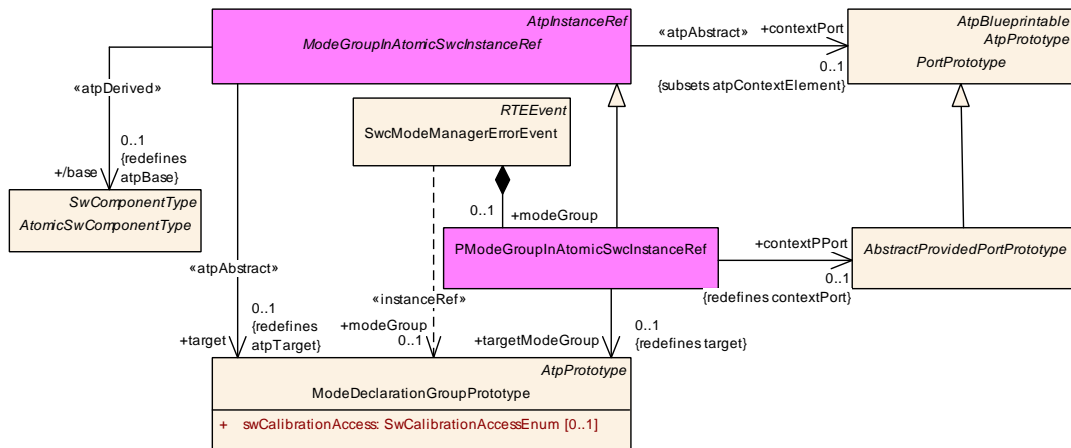 AtpInstanceRef
ModeGroupInAtomicSwcInstanceRef
«atpAbstract»
+contextPort
0..1
{subsets atpContextElement}
AtpBlueprintable
AtpPrototype
PortPrototype
«atpDerived»
0..1
{redefines
atpBase}
+/base
RTEEvent
SwcModeManagerErrorEvent
SwComponentType
AtomicSwComponentType
0..1
+modeGroup
PModeGroupInAtomicSwcInstanceRef
+contextPPort
0..1
{redefines contextPort}
AbstractProvidedPortPrototype
«atpAbstract»
«instanceRef»
0..1
{redefines
atpTarget}
+target
+modeGroup
0..1
+targetModeGroup
0..1
{redefines target}
AtpPrototype
ModeDeclarationGroupPrototype
+ swCalibrationAccess: SwCalibrationAccessEnum [0..1]